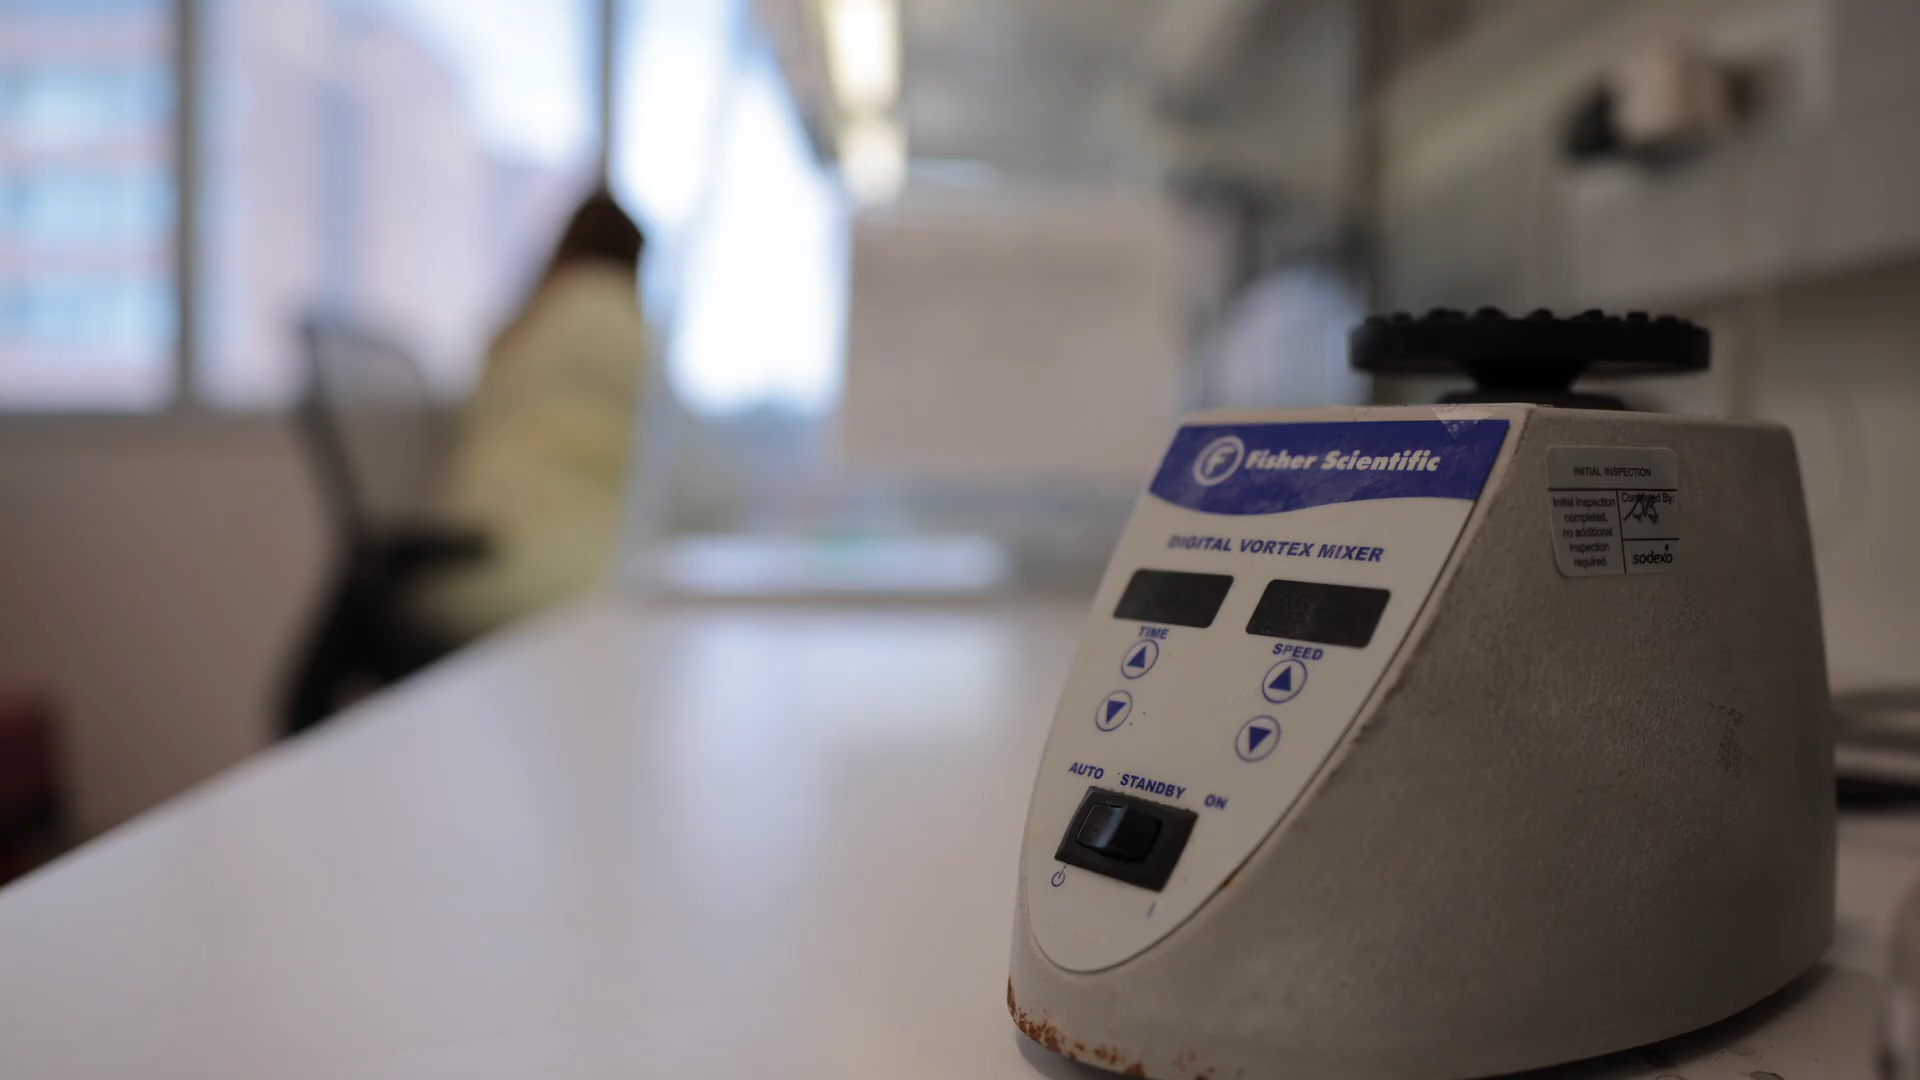 Fisher Scientific
DIGITAL VORTEX MIXER
TIME
SPEED
AUTO STANDBY ON
INITIAL INSPECTION
Initial Inspection
completed,
no additional
inspection
required.
Completed By:
sodexo